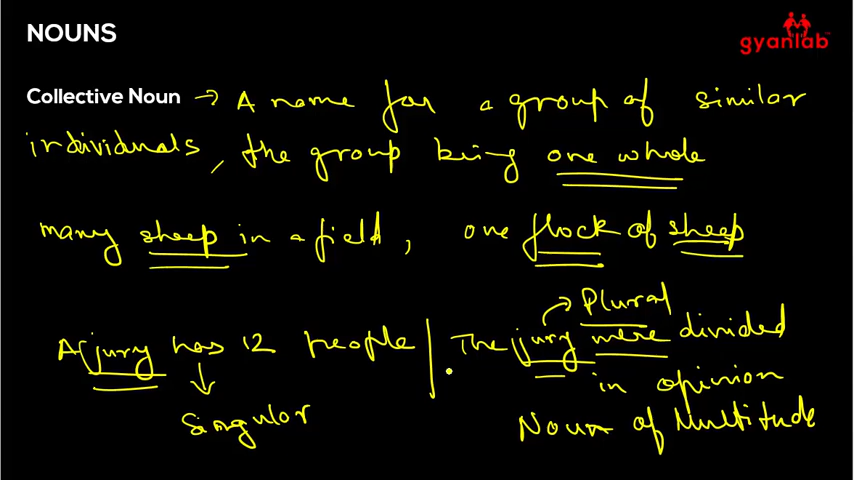 NOUNS
gyanlab
Collective Noun → A name for a group of similar
individuals, the group being one whole
many sheep in a field, one flock of sheep
Plural
A jury has 12 people | The jury were divided
in opinion
Singular
Noun of Multitude